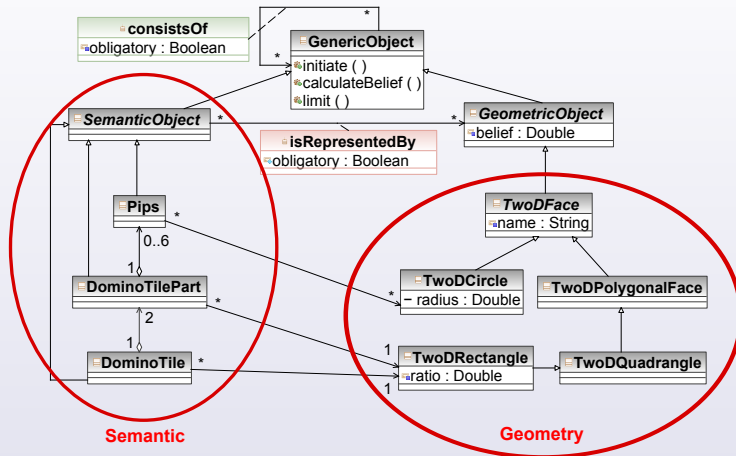 consistsOf
obligatory : Boolean
*
*
GenericObject
initiate ( )
calculateBelief ( )
limit ( )
SemanticObject
*
*
GeometricObject
belief : Double
isRepresentedBy
obligatory : Boolean
Pips
*
TwoDFace
name : String
0..6
1
DominoTilePart
*
*
TwoDCircle
– radius : Double
TwoDPolygonalFace
2
1
DominoTile
*
1
1
TwoDRectangle
ratio : Double
TwoDQuadrangle
Semantic
Geometry